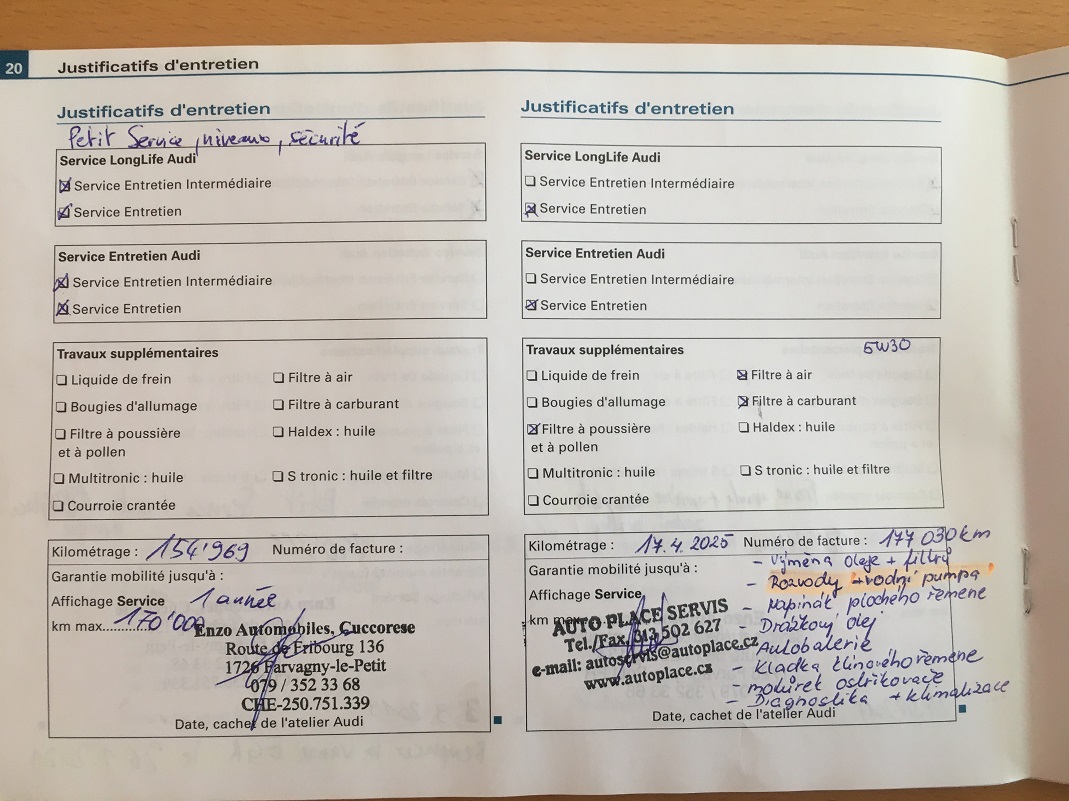 20 Justificatifs d'entretien
Justificatifs d'entretien
Petit Service, niveaux, sécurité
Service LongLife Audi
Service Entretien Intermédiaire
Service Entretien
Service Entretien Audi
Service Entretien Intermédiaire
Service Entretien
Travaux supplémentaires
Liquide de frein
Filtre à air
Bougies d'allumage
Filtre à carburant
Filtre à poussière
et à pollen
Haldex : huile
Multitronic : huile
S tronic : huile et filtre
Courroie crantée
Kilométrage : 154'969 Numéro de facture :
Garantie mobilité jusqu'à :
Affichage Service 1 année
km max. 170'000
Enzo Automobiles, Cuccorese
Route de Fribourg 136
1726 Farvagny-le-Petit
079 / 352 33 68
CHE-250.751.339
Date, cachet de l'atelier Audi
Justificatifs d'entretien
Service LongLife Audi
Service Entretien Intermédiaire
Service Entretien
Service Entretien Audi
Service Entretien Intermédiaire
Service Entretien
Travaux supplémentaires 5W30
Liquide de frein
Filtre à air
Bougies d'allumage
Filtre à carburant
Filtre à poussière
et à pollen
Haldex : huile
Multitronic : huile
S tronic : huile et filtre
Courroie crantée
Kilométrage : 17.4.2025 Numéro de facture : 177 030 km
Garantie mobilité jusqu'à :
Affichage Service
km max.
- výměna oleje + filtrů
- Rozvody + vodní pumpa
- napínák plochého řemene
- Drážkový olej
- Autobaterie
- kladka klínového řemene
- motůrek ostřikovače
- Diagnostika + klimatizace
AUTO PLACE SERVIS
Tel./Fax. 313 502 627
e-mail: autoservis@autoplace.cz
www.autoplace.cz
Date, cachet de l'atelier Audi